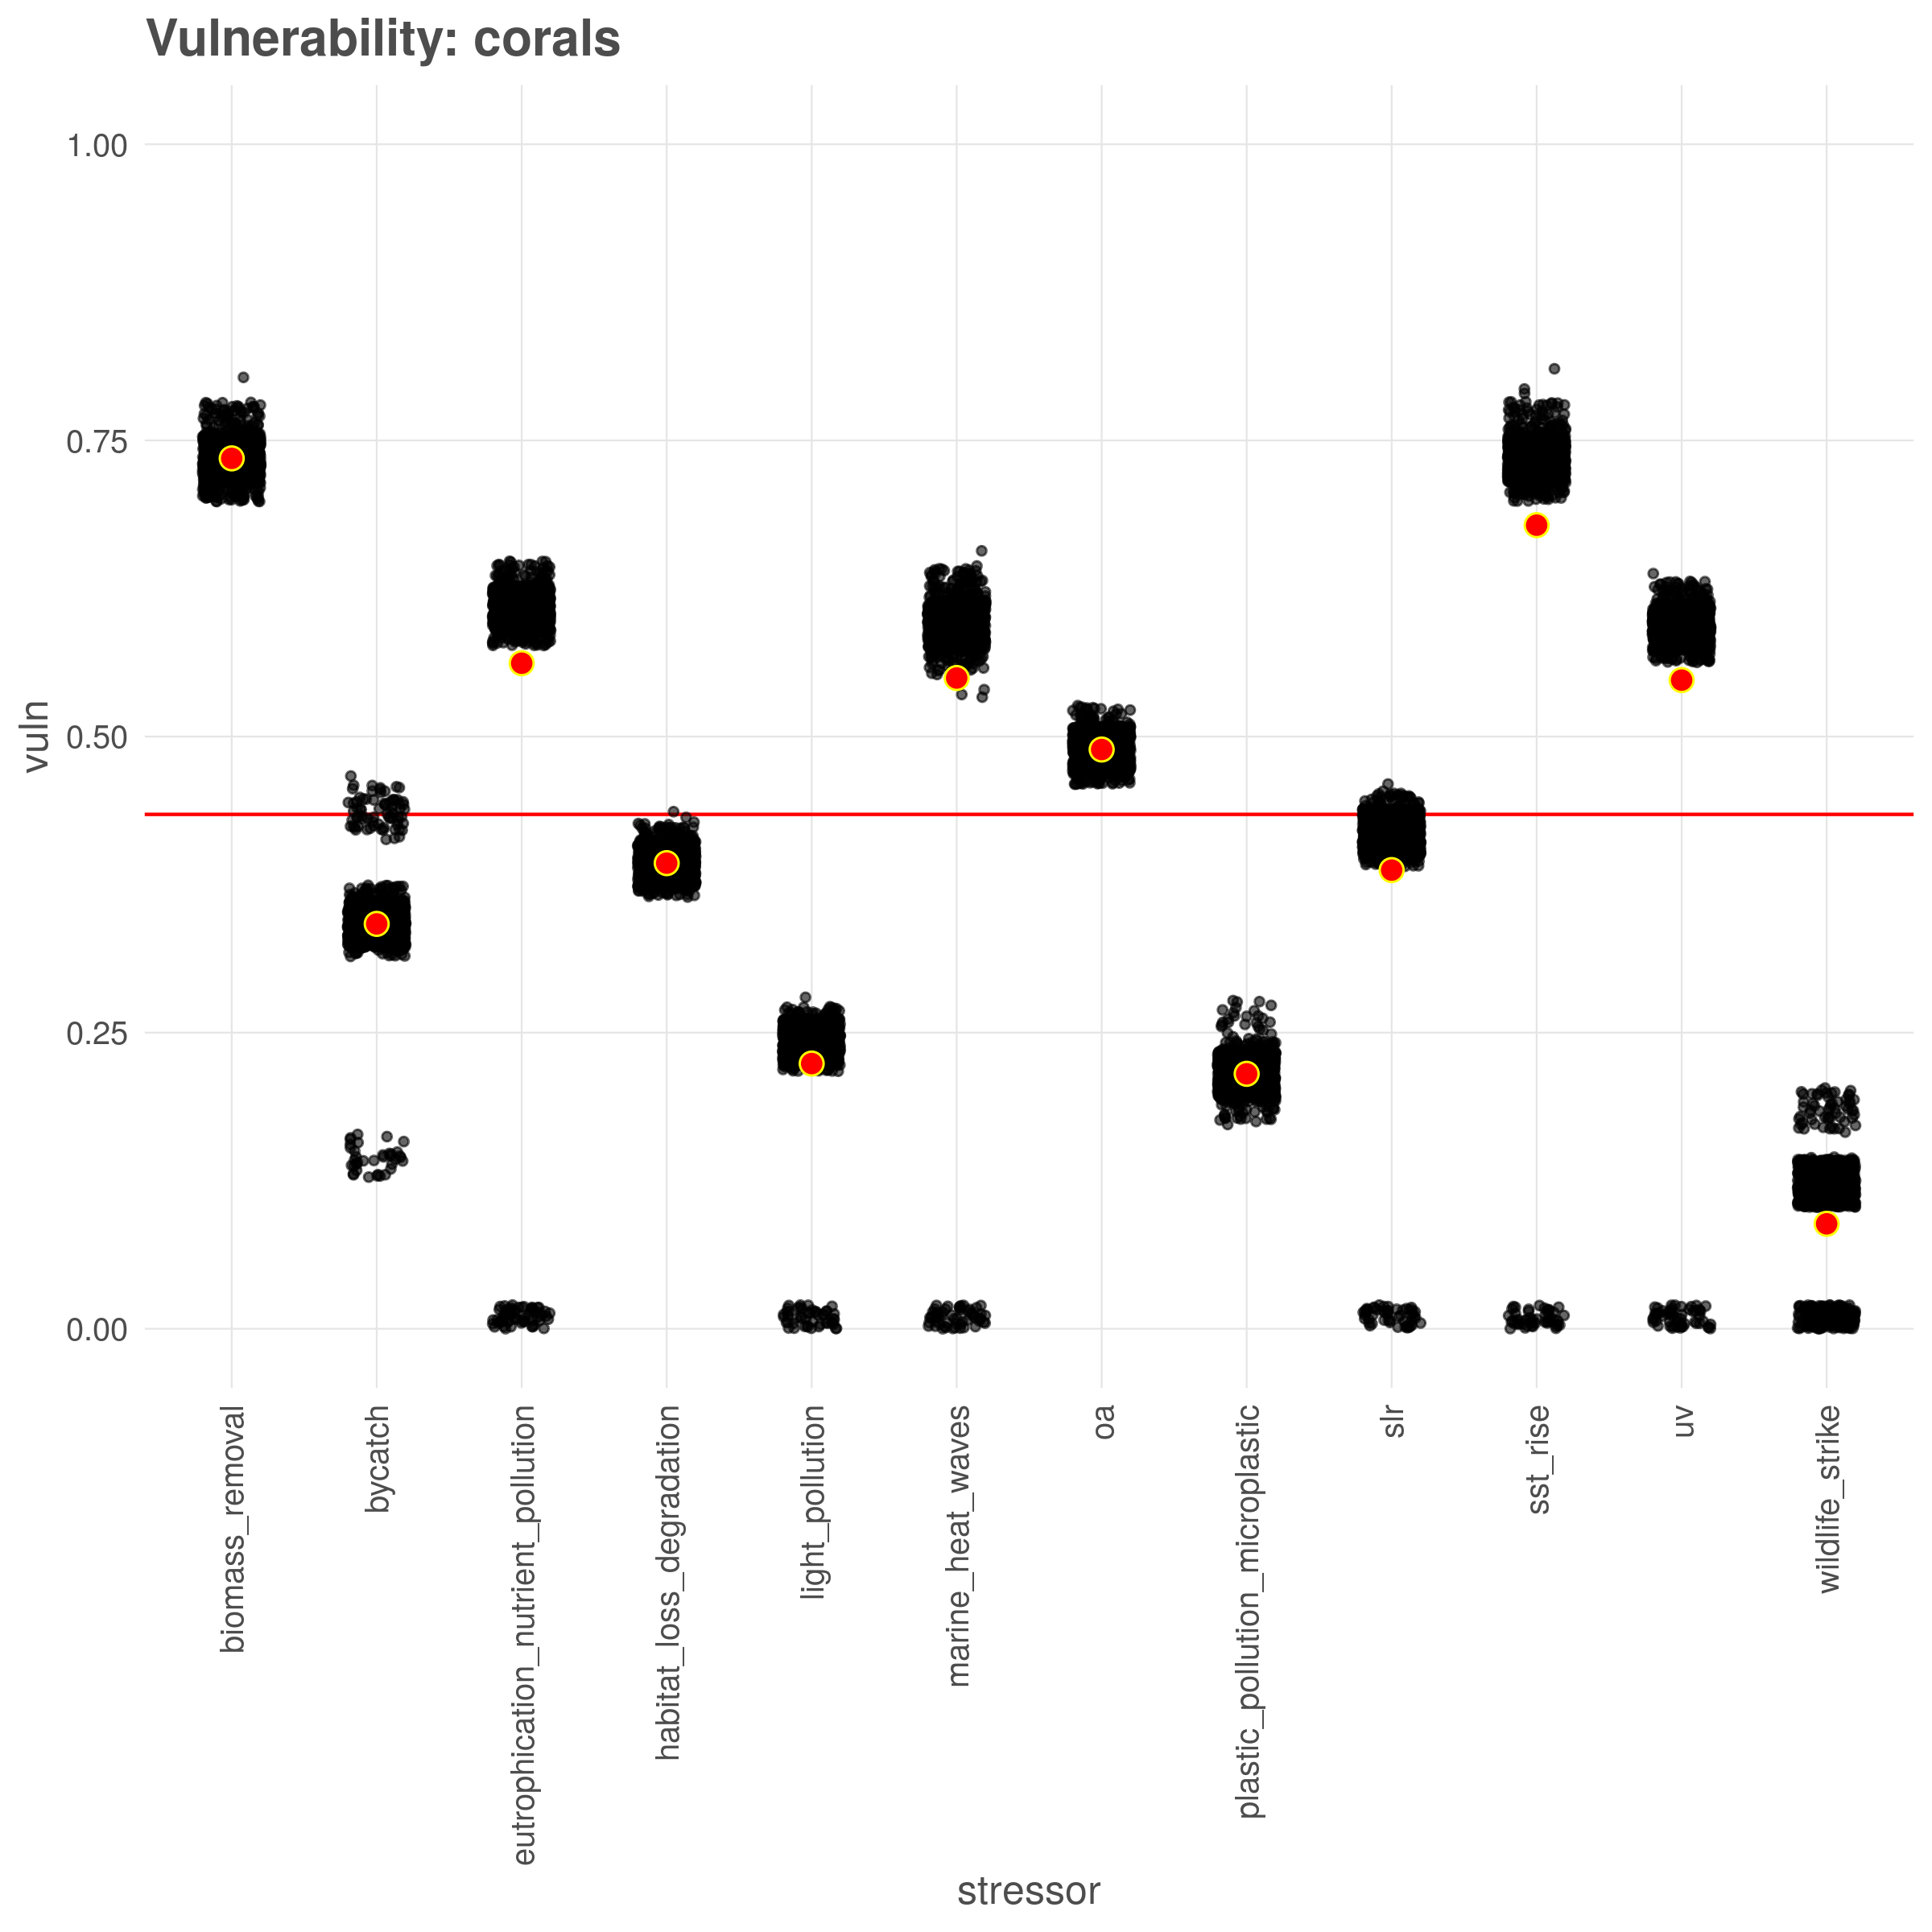 Vulnerability: corals
vuln
1.00
0.75
0.50
0.25
0.00
biomass_removal
bycatch
eutrophication_nutrient_pollution
habitat_loss_degradation
light_pollution
marine_heat_waves
oa
plastic_pollution_microplastic
slr
sst_rise
uv
wildlife_strike
stressor